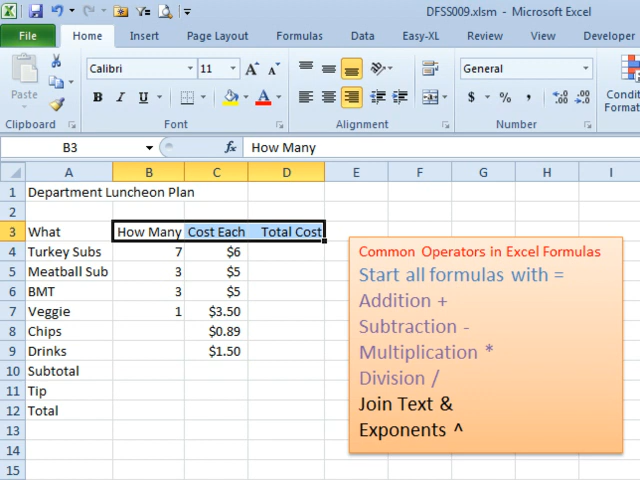 DFSS009.xlsm - Microsoft Excel
File Home Insert Page Layout Formulas Data Easy-XL Review View Developer
Calibri 11 A A General
Paste B I U A $ % , .00 .0
Clipboard Font Alignment Number
B3 fx How Many
A B C D E F G H I
1 Department Luncheon Plan
2
3 What How Many Cost Each Total Cost
4 Turkey Subs 7 $6
5 Meatball Sub 3 $5
6 BMT 3 $5
7 Veggie 1 $3.50
8 Chips $0.89
9 Drinks $1.50
10 Subtotal
11 Tip
12 Total
13
14
15
Common Operators in Excel Formulas
Start all formulas with =
Addition +
Subtraction -
Multiplication *
Division /
Join Text &
Exponents ^